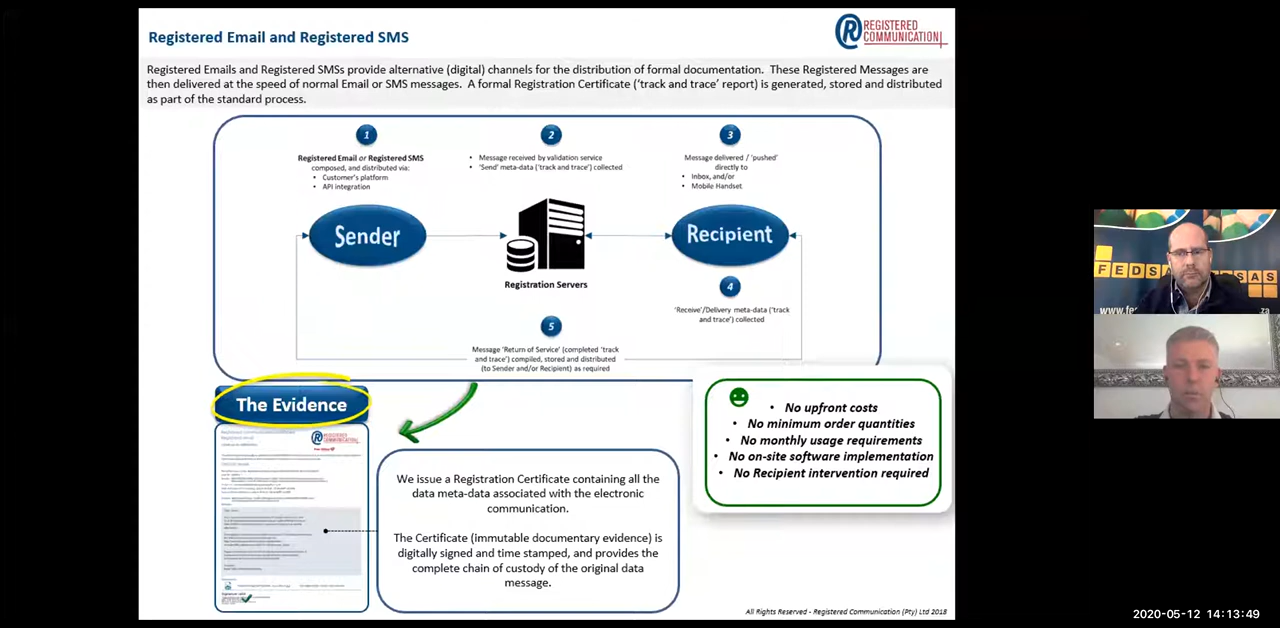 Registered Email and Registered SMS
REGISTERED
COMMUNICATION
Registered Emails and Registered SMSs provide alternative (digital) channels for the distribution of formal documentation. These Registered Messages are
then delivered at the speed of normal Email or SMS messages. A formal Registration Certificate ('track and trace' report) is generated, stored and distributed
as part of the standard process.
1
Registered Email or Registered SMS
composed, and distributed via:
• Customer's platform
• API integration
2
• Message received by validation service
• 'Send' meta-data ('track and trace') collected
3
Message delivered / 'pushed'
directly to
• Inbox, and/or
• Mobile Handset
Sender
Registration Servers
Recipient
4
'Receive'/Delivery meta-data ('track
and trace') collected
5
Message 'Return of Service' (completed 'track
and trace') compiled, stored and distributed
(to Sender and/or Recipient) as required
The Evidence
REGISTERED
COMMUNICATION
We issue a Registration Certificate containing all the
data meta-data associated with the electronic
communication.
The Certificate (immutable documentary evidence) is
digitally signed and time stamped, and provides the
complete chain of custody of the original data
message.
• No upfront costs
• No minimum order quantities
• No monthly usage requirements
• No on-site software implementation
• No Recipient intervention required
All Rights Reserved - Registered Communication (Pty) Ltd 2018
FEDSA
SAS
www.fe
za
2020-05-12 14:13:49